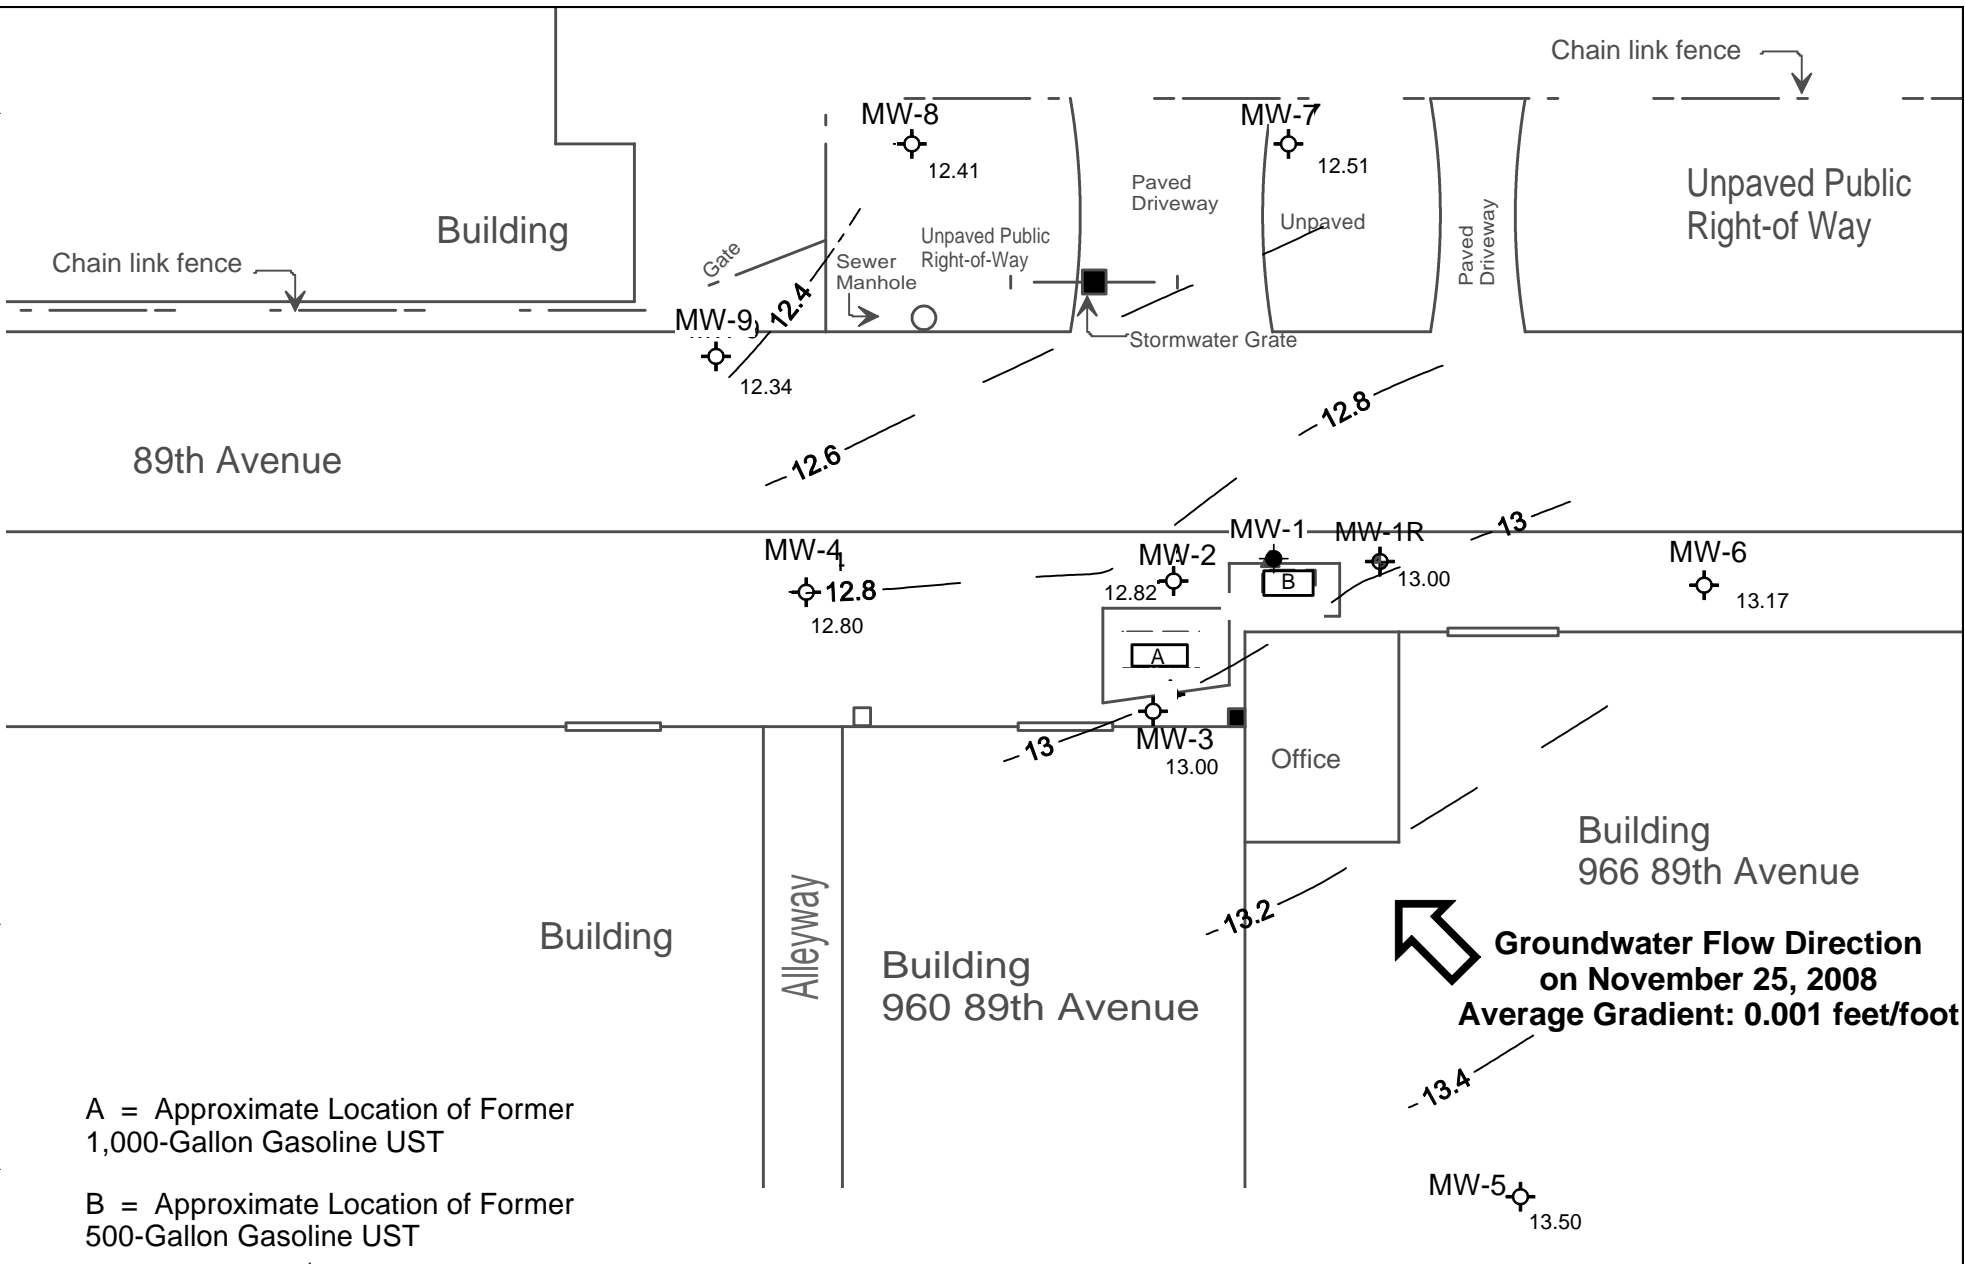 Chain link fence
MW-8
12.41
MW-7
12.51
Paved
Driveway
Unpaved Public
Right-of Way
Building
Chain link fence
Gate
Sewer
Manhole
Unpaved Public
Right-of-Way
Unpaved
Paved
Driveway
MW-9
12.4
12.34
Stormwater Grate
89th Avenue
12.6
12.8
MW-4
12.8
12.80
MW-2
12.82
MW-1
B
MW-1R
13.00
13
MW-6
13.17
A
13
MW-3
13.00
Office
Building
966 89th Avenue
Building
Alleyway
Building
960 89th Avenue
13.2
Groundwater Flow Direction
on November 25, 2008
Average Gradient: 0.001 feet/foot
13.4
MW-5
13.50
A = Approximate Location of Former
1,000-Gallon Gasoline UST
B = Approximate Location of Former
500-Gallon Gasoline UST